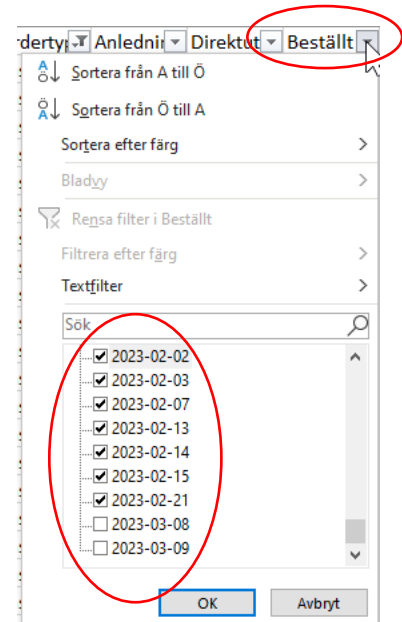 derty Anlednir Direktut Beställt
A Ö Sortera från A till Ö
Ö A Sortera från Ö till A
Sortera efter färg
Bladvy
Rensa filter i Beställt
Filtrera efter färg
Textfilter
Sök
2023-02-02
2023-02-03
2023-02-07
2023-02-13
2023-02-14
2023-02-15
2023-02-21
2023-03-08
2023-03-09
OK Avbryt